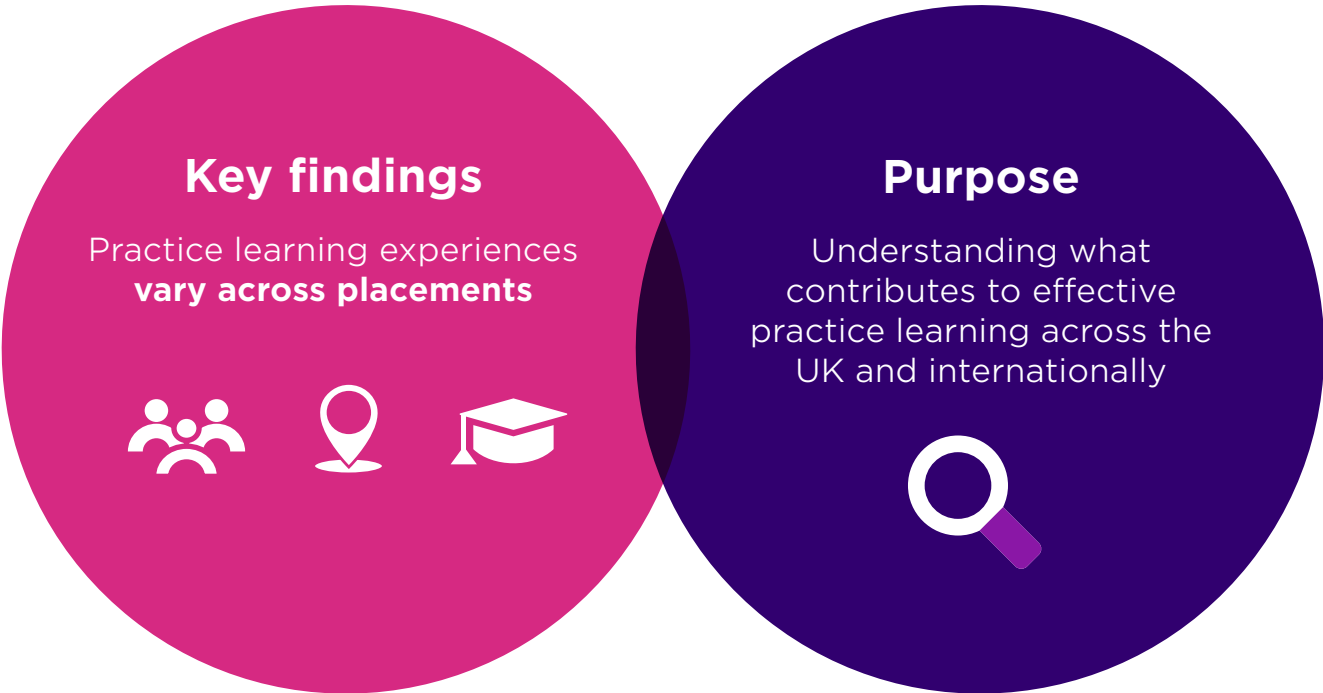 Key findings
Practice learning experiences
vary across placements
Purpose
Understanding what
contributes to effective
practice learning across the
UK and internationally